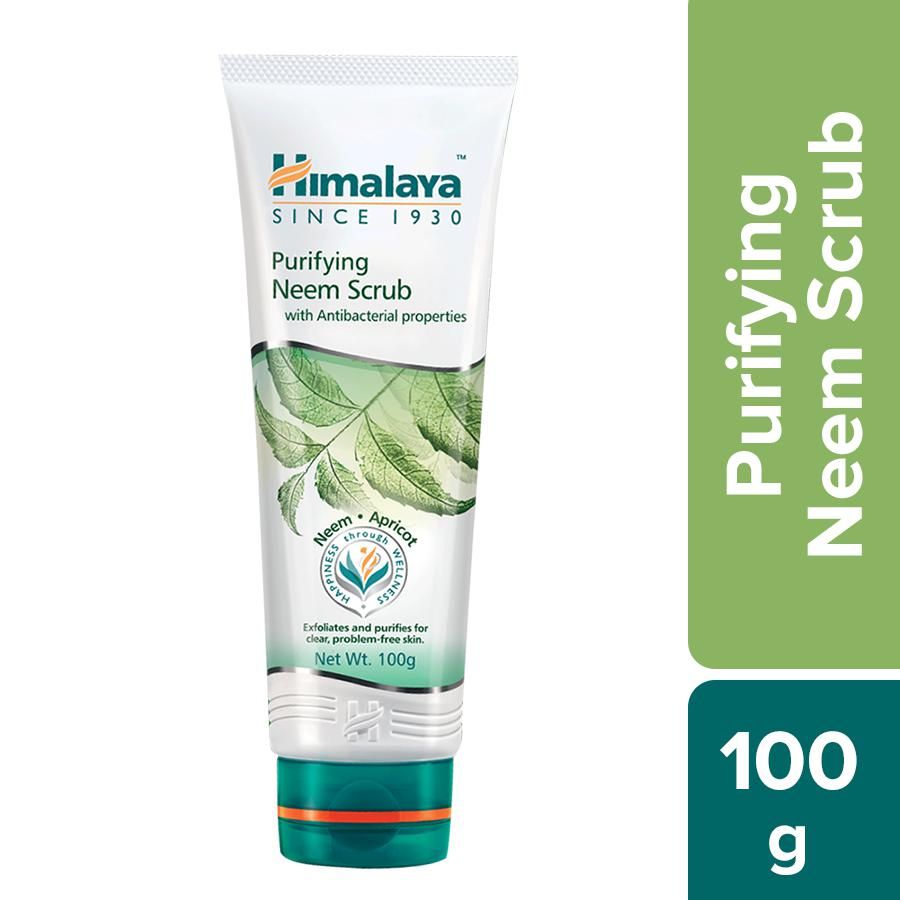 Himalaya™
SINCE 1930
Purifying
Neem Scrub
with Antibacterial properties
Neem • Apricot
HAPPINESS through WELLNESS
Exfoliates and purifies for
clear, problem-free skin.
Net Wt. 100g
H
Purifying
Neem Scrub
100
g